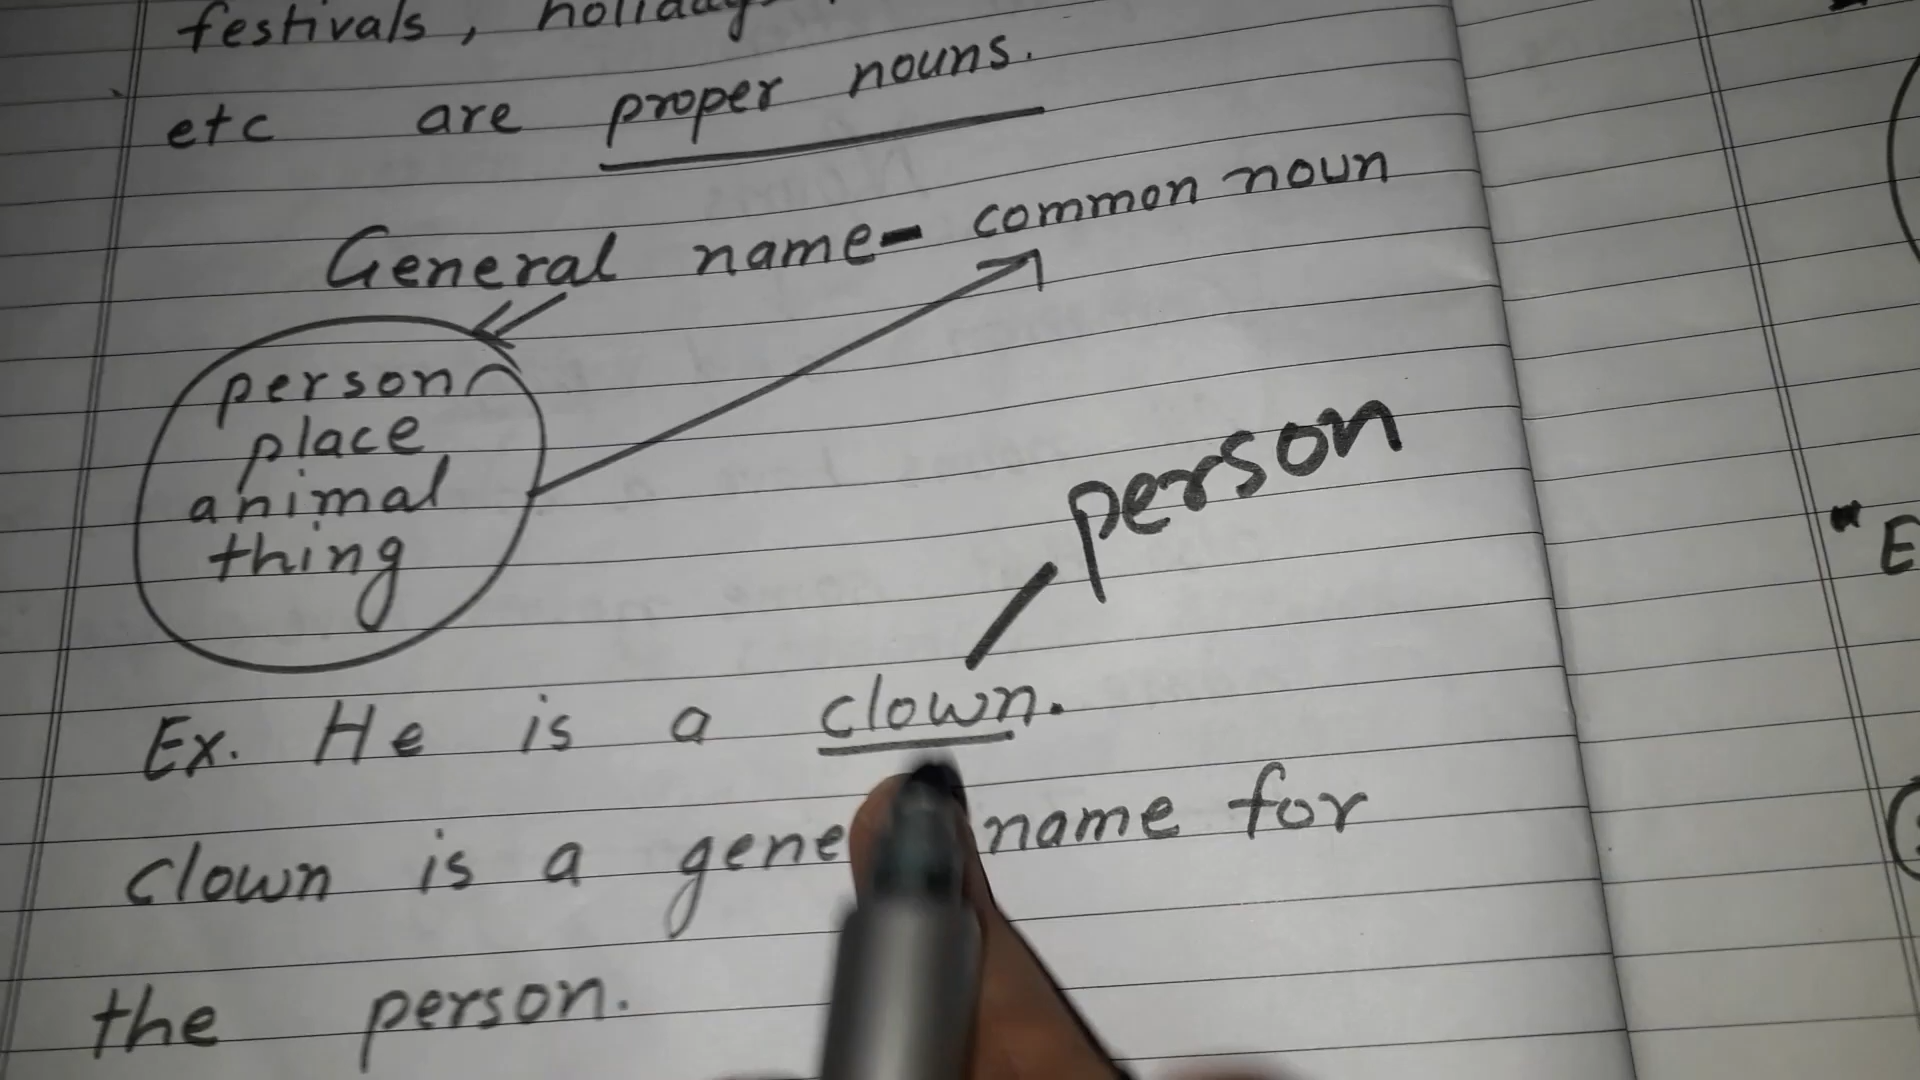 festivals, holiday
etc are proper nouns.
General name- common noun
person
place
animal
thing
person
Ex. He is a clown.
clown is a gene name for
the person.
"E